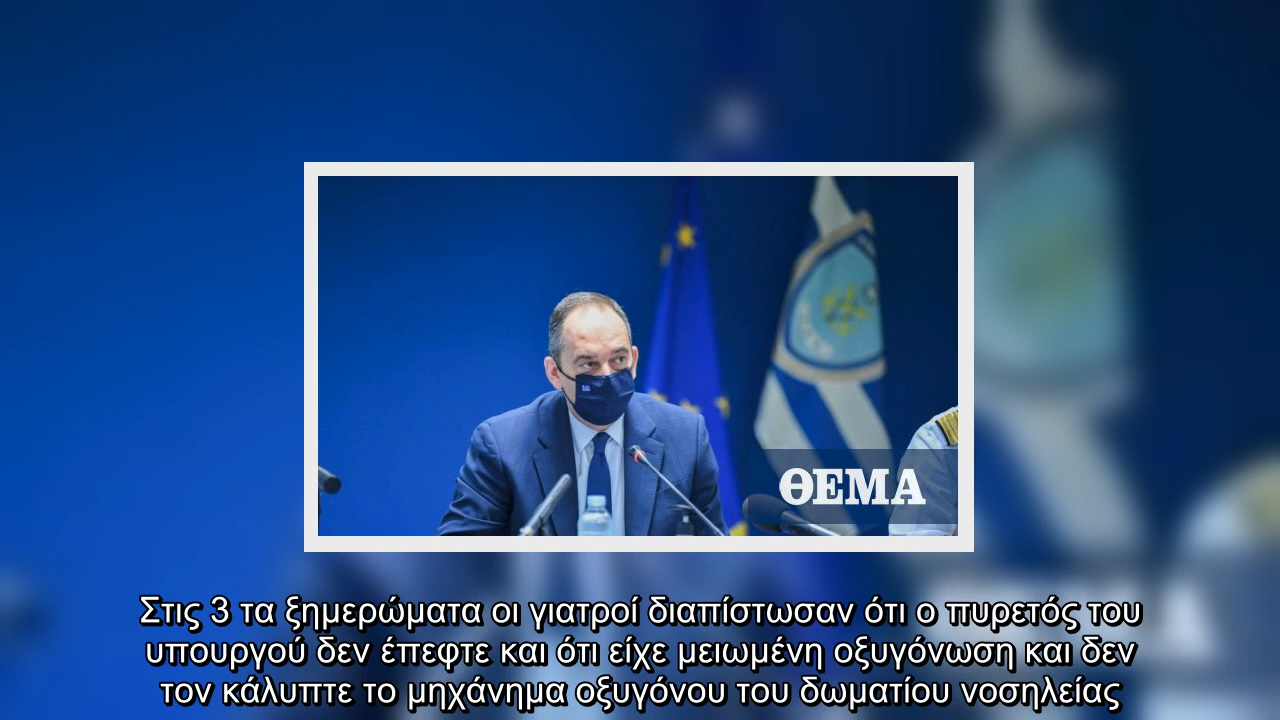 ΘΕΜΑ
Στις 3 τα ξημερώματα οι γιατροί διαπίστωσαν ότι ο πυρετός του
υπουργού δεν έπεφτε και ότι είχε μειωμένη οξυγόνωση και δεν
τον κάλυπτε το μηχάνημα οξυγόνου του δωματίου νοσηλείας